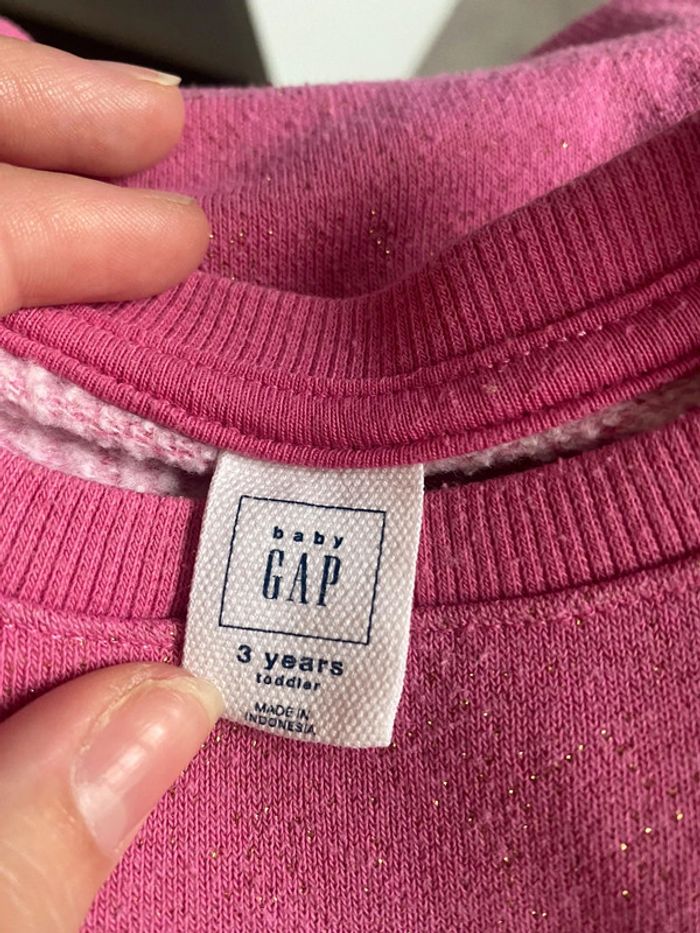 baby
GAP
3 years
toddler
MADE IN
INDONESIA